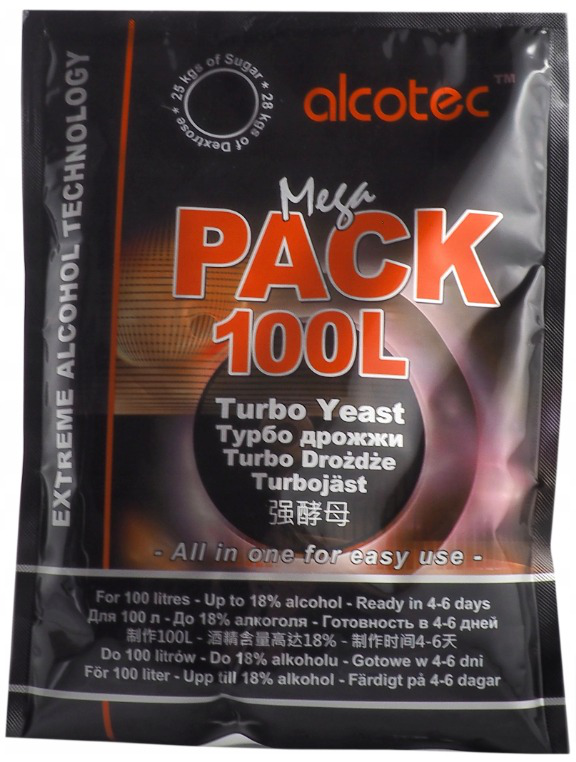 25 kgs of Sugar * 28 kgs of Dextrose *
alcotec™
EXTREME ALCOHOL TECHNOLOGY
Mega
PACK
100L
Turbo Yeast
Турбо дрожжи
Turbo Drożdże
Turbojäst
强酵母
- All in one for easy use -
For 100 litres - Up to 18% alcohol - Ready in 4-6 days
Для 100 л - До 18% алкоголя - Готовность в 4-6 дней
制作100L - 酒精含量高达18% - 制作时间4-6天
Do 100 litrów - Do 18% alkoholu - Gotowe w 4-6 dni
För 100 liter - Upp till 18% alkohol - Färdigt på 4-6 dagar